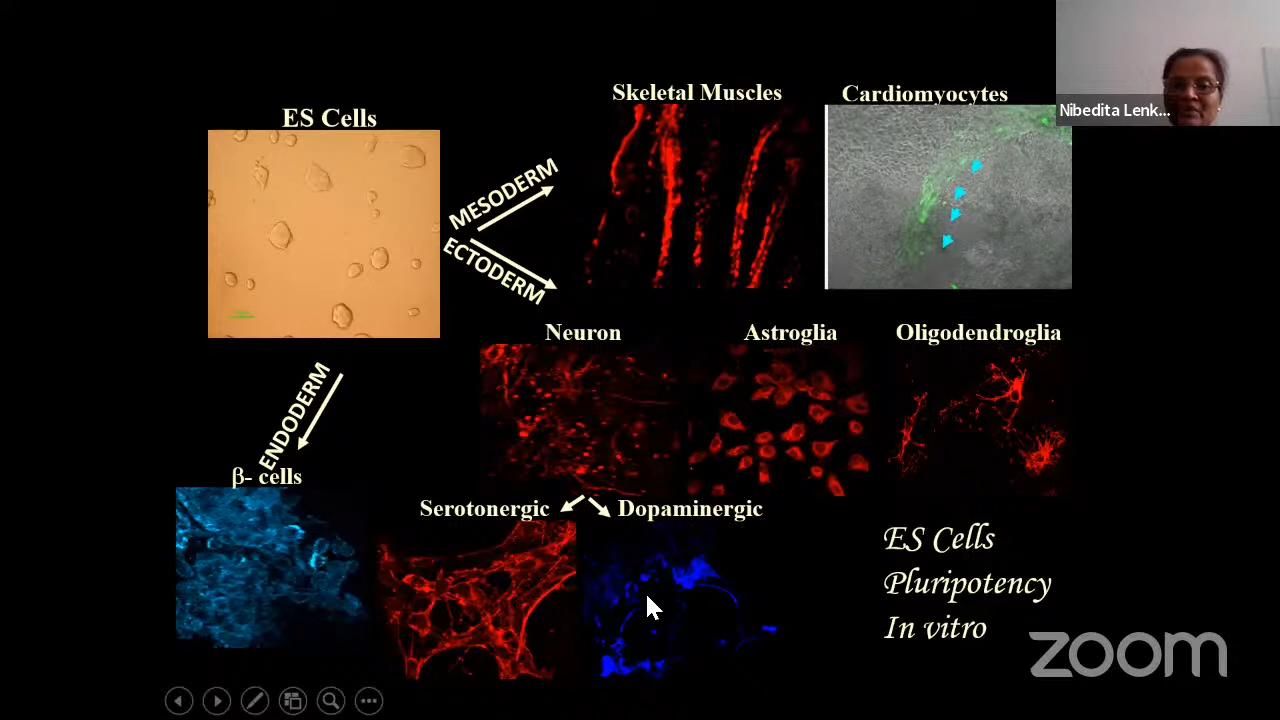 Skeletal Muscles
Cardiomyocytes
Nibedita Lenk...
ES Cells
MESODERM
ECTODERM
Neuron
Astroglia
Oligodendroglia
ENDODERM
β- cells
Serotonergic
Dopaminergic
ES Cells
Pluripotency
In vitro
zoom